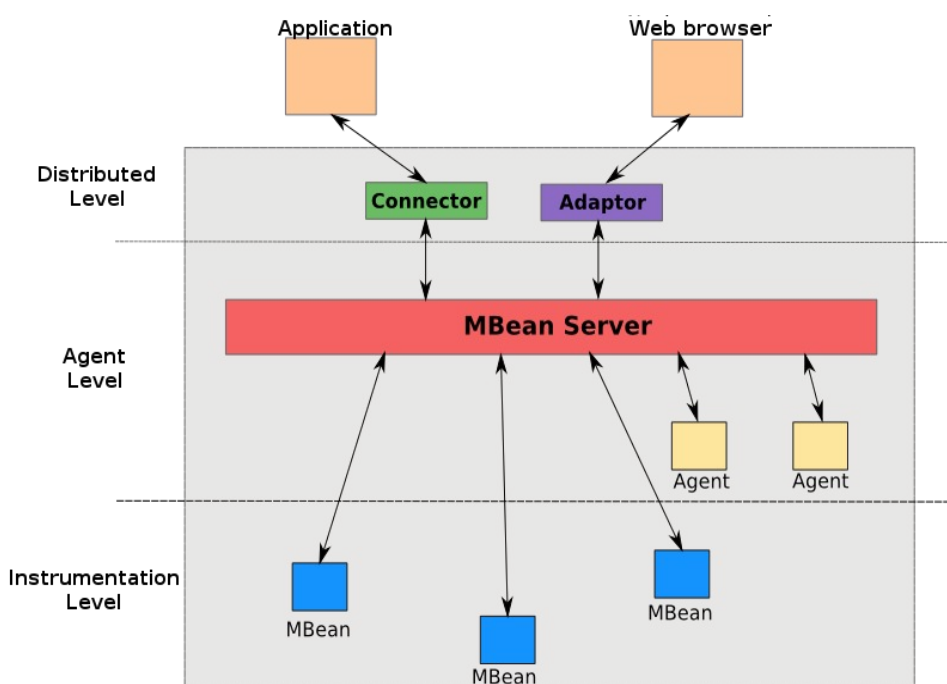 Application
Web browser
Distributed
Level
Connector
Adaptor
MBean Server
Agent
Level
Agent
Agent
Instrumentation
Level
MBean
MBean
MBean